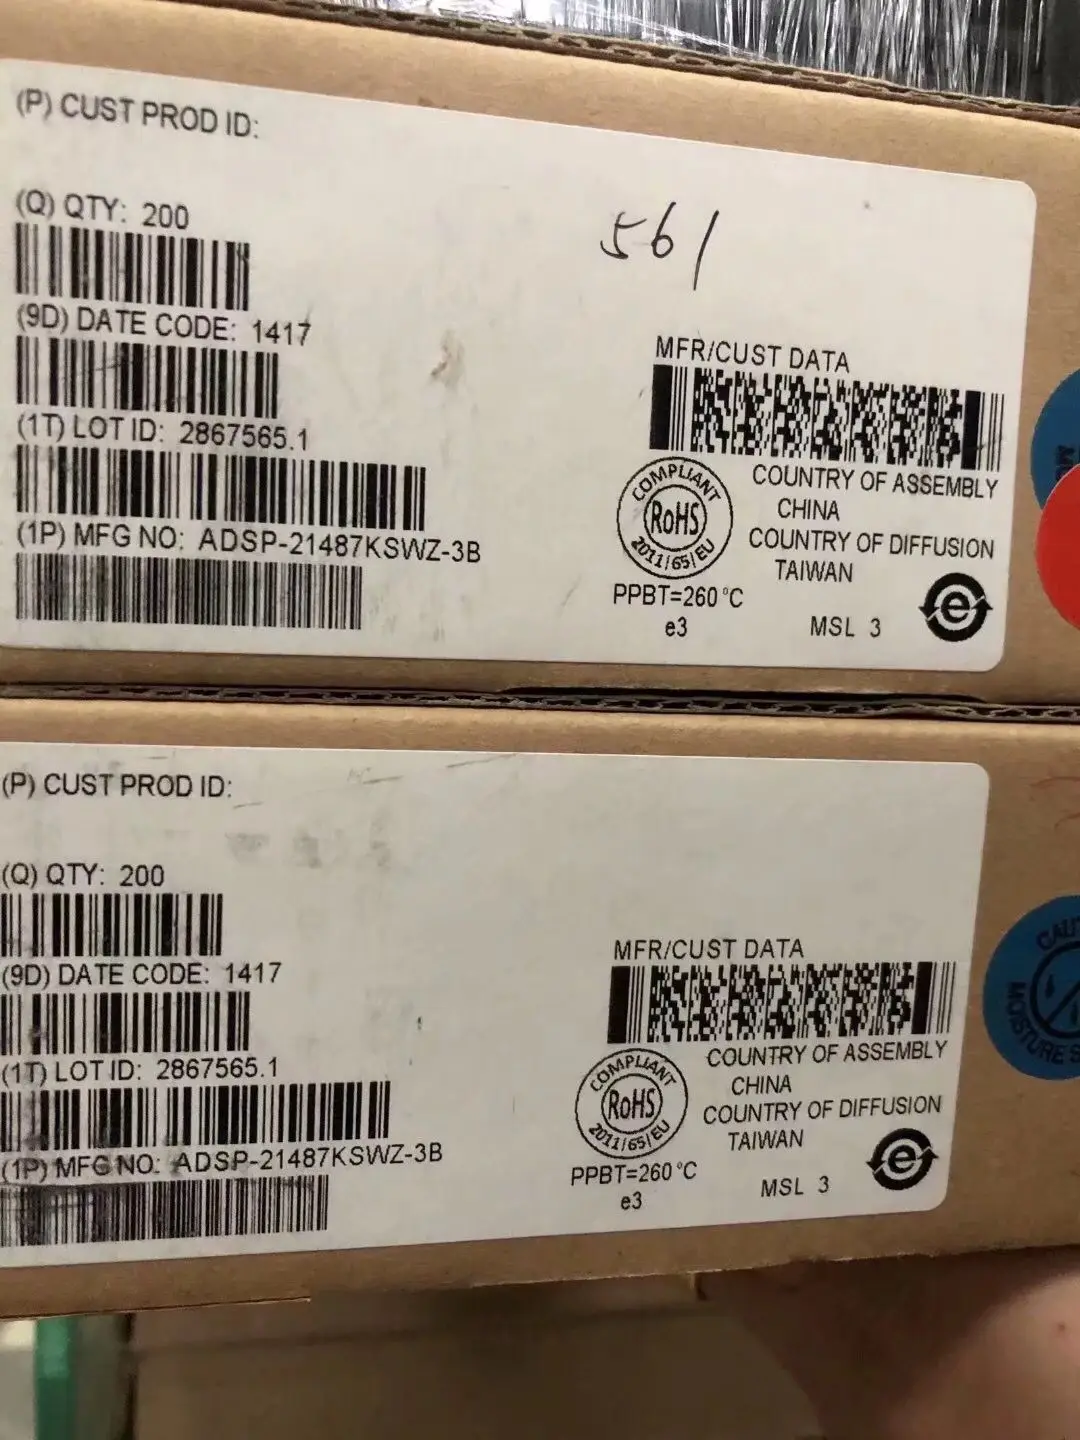 (P) CUST PROD ID:
(Q) QTY: 200
561
(9D) DATE CODE: 1417
(1T) LOT ID: 2867565.1
(1P) MFG NO: ADSP-21487KSWZ-3B
MFR/CUST DATA
COMPLIANT
RoHS
2011/65/EU
PPBT=260°C
e3
COUNTRY OF ASSEMBLY
CHINA
COUNTRY OF DIFFUSION
TAIWAN
MSL 3
e
(P) CUST PROD ID:
(Q) QTY: 200
(9D) DATE CODE: 1417
(1T) LOT ID: 2867565.1
(1P) MFG NO: ADSP-21487KSWZ-3B
MFR/CUST DATA
COMPLIANT
RoHS
2011/65/EU
PPBT=260°C
e3
COUNTRY OF ASSEMBLY
CHINA
COUNTRY OF DIFFUSION
TAIWAN
MSL 3
e
MOISTURE